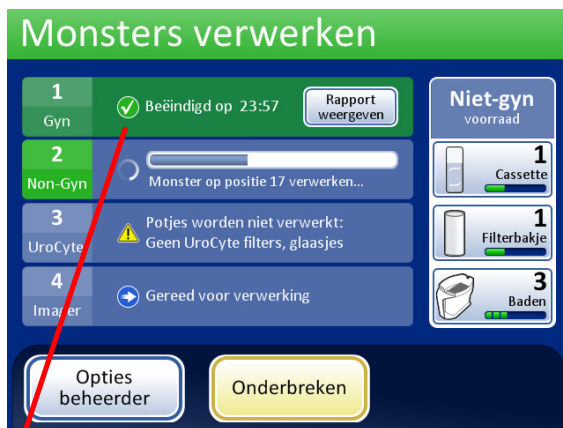 Monsters verwerken
1
Gyn
Beëindigd op 23:57
Rapport
weergeven
2
Non-Gyn
Monster op positie 17 verwerken...
3
UroCyte
Potjes worden niet verwerkt:
Geen UroCyte filters, glaasjes
4
Imager
Gereed voor verwerking
Niet-gyn
voorraad
1
Cassette
1
Filterbakje
3
Baden
Opties
beheerder
Onderbreken